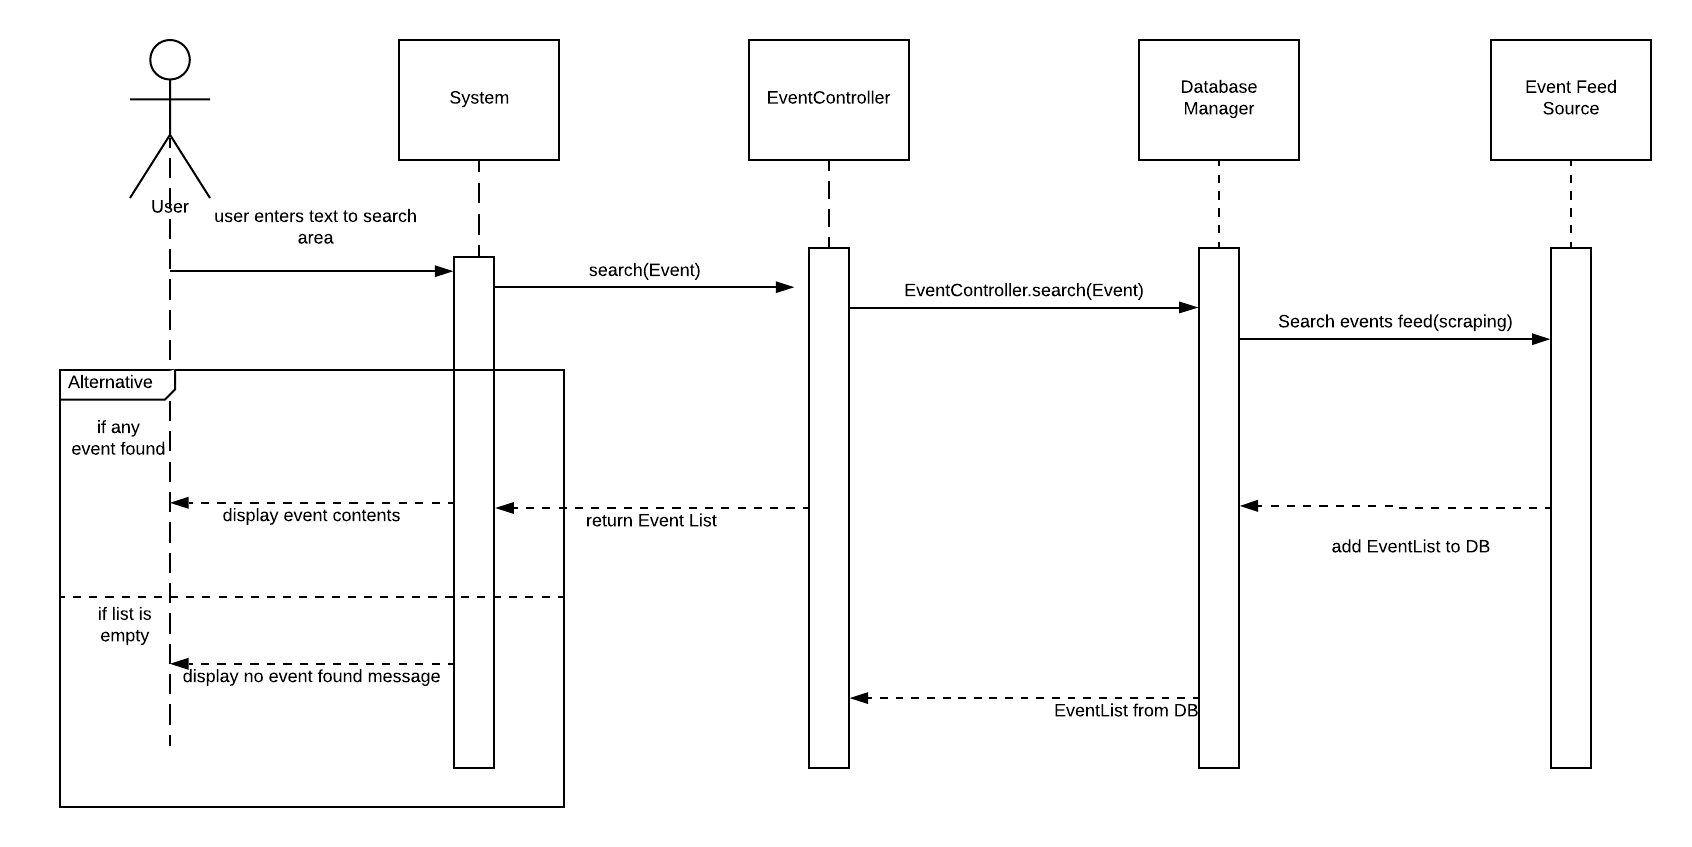 System
EventController
Database
Manager
Event Feed
Source
User
user enters text to search
area
search(Event)
EventController.search(Event)
Search events feed(scraping)
Alternative
if any
event found
display event contents
return Event List
add EventList to DB
if list is
empty
display no event found message
EventList from DB